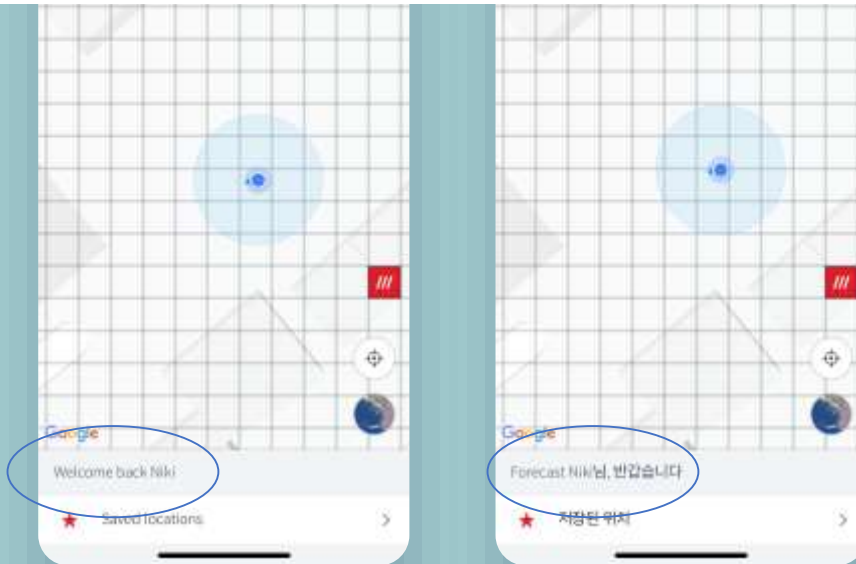 Google
Welcome back Niki
Saved locations
Google
Forecast Niki님, 반갑습니다
저장된 위치